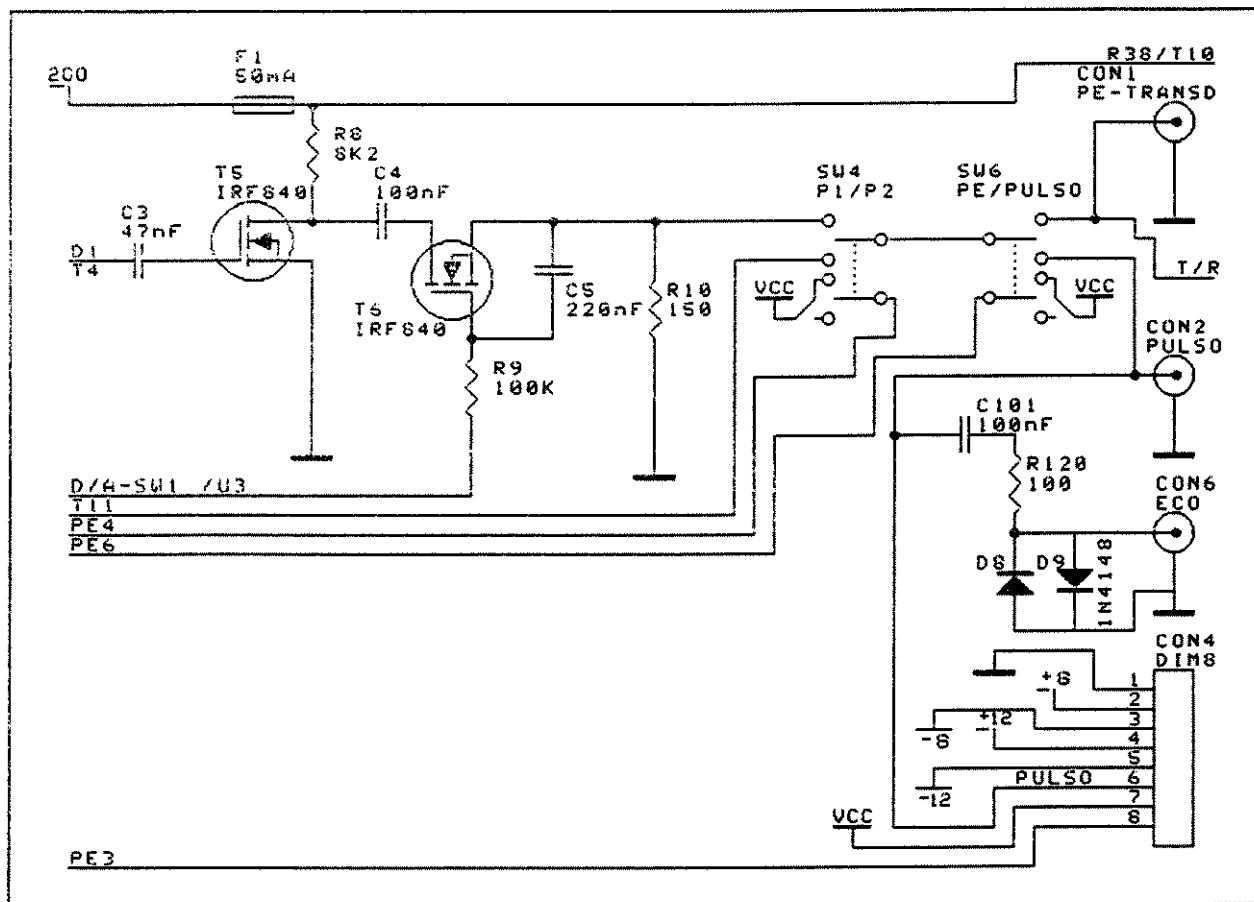 F1
50mA
200
R38/T10
CON1
PE-TRANSD
R8
8K2
T5
IRF840
C4
100nF
C3
47nF
D1
T4
SW4
P1/P2
SW6
PE/PULSO
T/R
VCC
VCC
C5
220nF
R10
150
T6
IRF840
CON2
PULSO
R9
100K
C101
100nF
R120
100
D/A-SW1 /U3
T11
PE4
PE6
CON6
ECO
D8
D9
1N4148
CON4
DIM8
1
2
3
4
5
6
7
8
+8
-8
+12
-12
PULSO
VCC
PE3